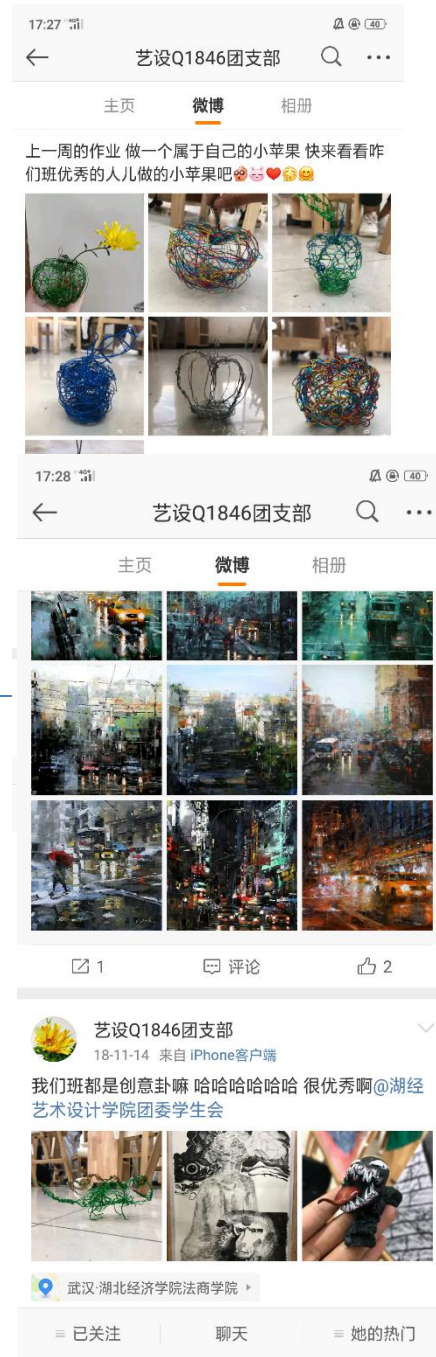 17:27 4G+
40
艺设Q1846团支部
主页 微博 相册
上一周的作业 做一个属于自己的小苹果 快来看看咋
们班优秀的人儿做的小苹果吧
17:28 4G+
40
艺设Q1846团支部
主页 微博 相册
1 评论 2
艺设Q1846团支部
18-11-14 来自 iPhone客户端
我们班都是创意卦嘛 哈哈哈哈哈哈 很优秀啊@湖经
艺术设计学院团委学生会
武汉·湖北经济学院法商学院
已关注 聊天 她的热门